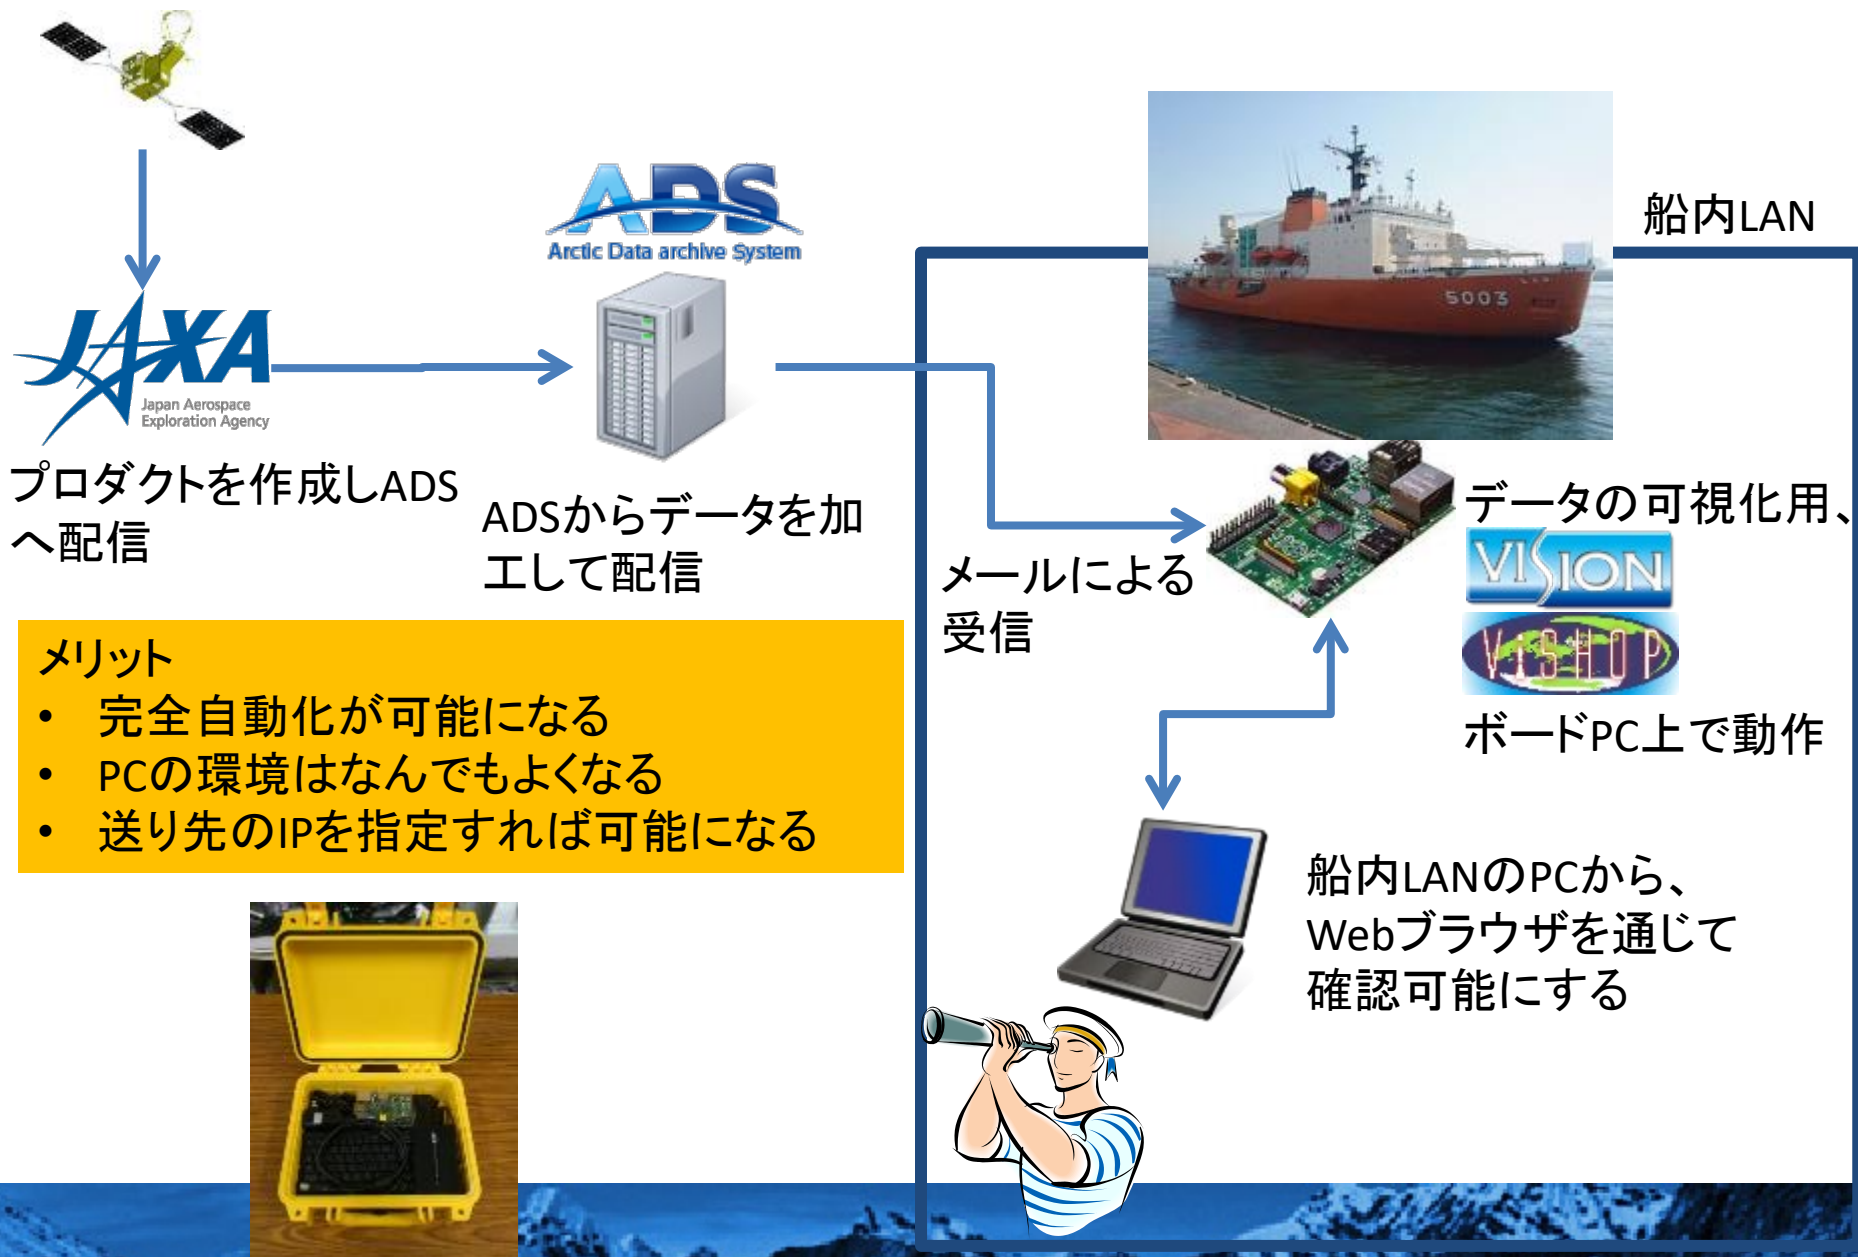 ADS
Arctic Data archive System
船内LAN
5003
JAXA
Japan Aerospace
Exploration Agency
プロダクトを作成しADS
へ配信
ADSからデータを加
工して配信
メールによる
受信
データの可視化用、
VISION
ViSHOP
ボードPC上で動作
メリット
• 完全自動化が可能になる
• PCの環境はなんでもよくなる
• 送り先のIPを指定すれば可能になる
船内LANのPCから、
Webブラウザを通じて
確認可能にする